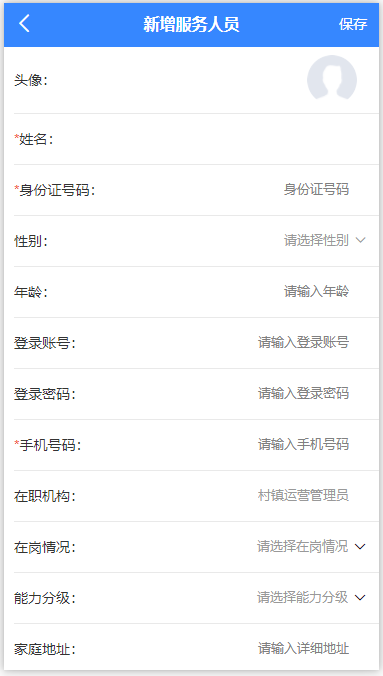 新增服务人员 保存
头像：
*姓名：
*身份证号码： 身份证号码
性别： 请选择性别
年龄： 请输入年龄
登录账号： 请输入登录账号
登录密码： 请输入登录密码
*手机号码： 请输入手机号码
在职机构： 村镇运营管理员
在岗情况： 请选择在岗情况
能力分级： 请选择能力分级
家庭地址： 请输入详细地址